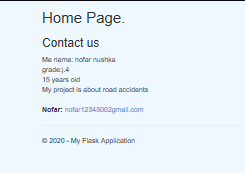 Home Page.
Contact us
Me name: nofar nushka
grade:j.4
15 years old
My project is about road accidents
Nofar: nofar12345002gmail.com
© 2020 - My Flask Application